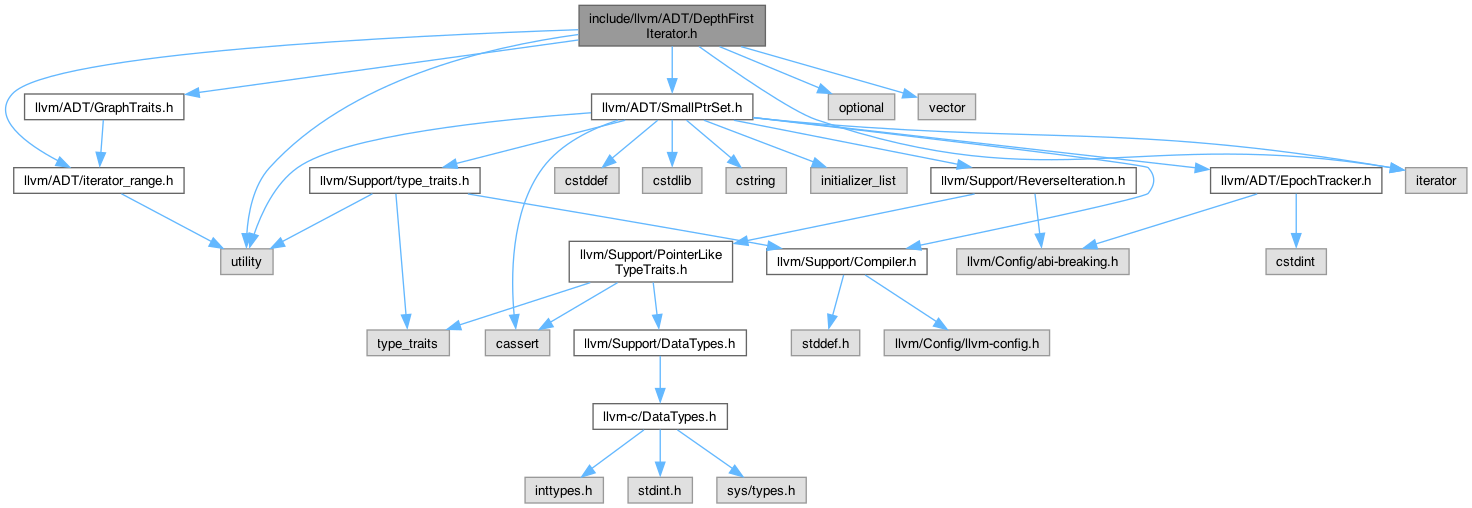 include/llvm/ADT/DepthFirst
Iterator.h
llvm/ADT/GraphTraits.h
llvm/ADT/SmallPtrSet.h
optional
vector
llvm/ADT/iterator_range.h
llvm/Support/type_traits.h
cstddef
cstdlib
cstring
initializer_list
llvm/Support/ReverseIteration.h
llvm/ADT/EpochTracker.h
iterator
utility
llvm/Support/PointerLike
TypeTraits.h
llvm/Support/Compiler.h
llvm/Config/abi-breaking.h
cstdint
type_traits
cassert
llvm/Support/DataTypes.h
stddef.h
llvm/Config/llvm-config.h
llvm-c/DataTypes.h
inttypes.h
stdint.h
sys/types.h